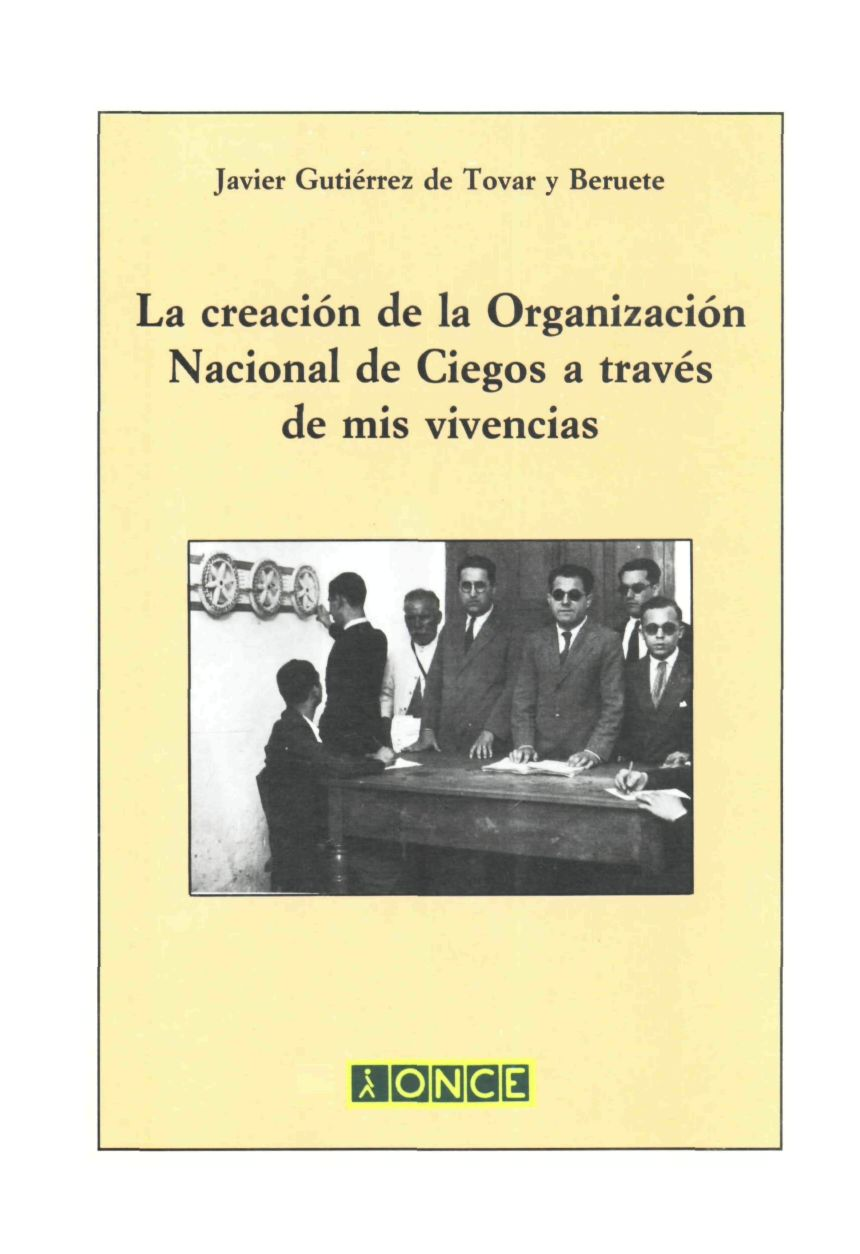 Javier Gutiérrez de Tovar y Beruete
La creación de la Organización
Nacional de Ciegos a través
de mis vivencias
ONCE